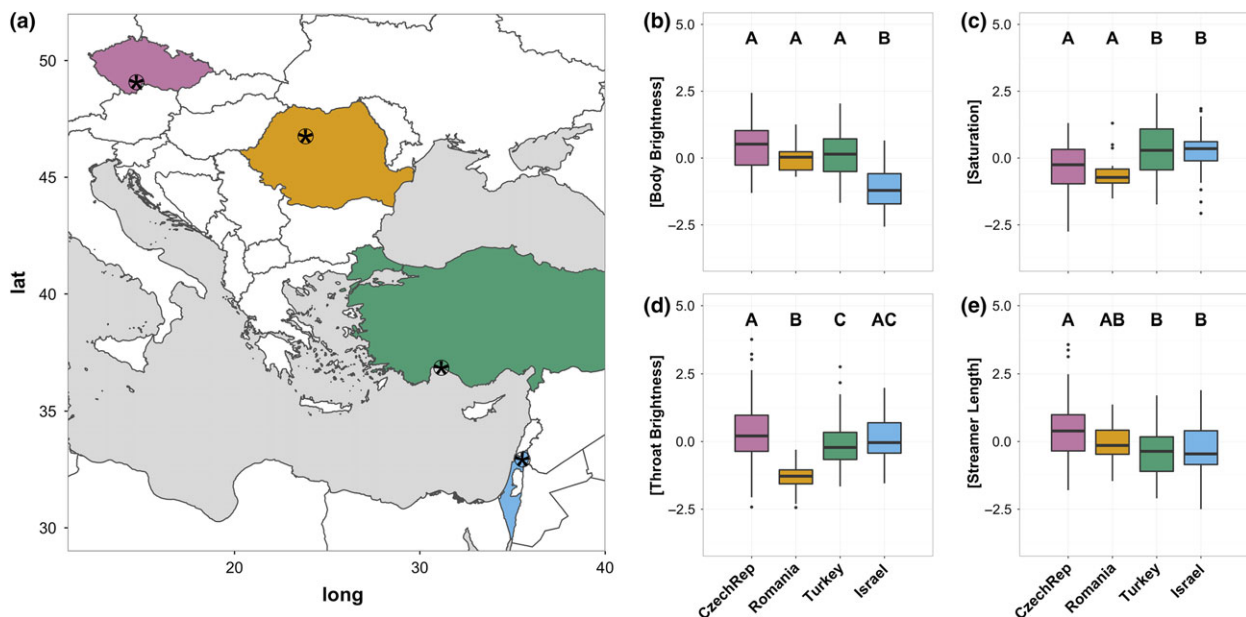 (a)
50
45
40
35
30
lat
20 30 40
long
(b)
5.0
2.5
0.0
−2.5
[Body Brightness]
A A A B
(c)
5.0
2.5
0.0
−2.5
[Saturation]
A A B B
(d)
5.0
2.5
0.0
−2.5
[Throat Brightness]
A B C AC
CzechRep Romania Turkey Israel
(e)
5.0
2.5
0.0
−2.5
[Streamer Length]
A AB B B
CzechRep Romania Turkey Israel